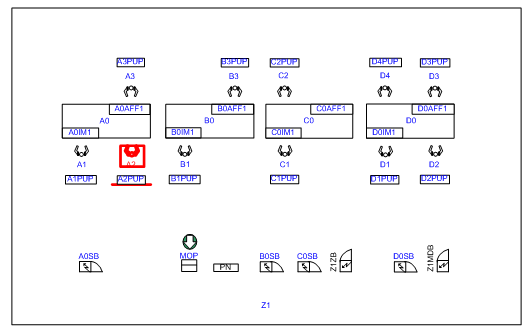 A3PUP B3PUP C2PUP D4PUP D3PUP
A3 B3 C2 D4 D3
A0AFF1 B0AFF1 C0AFF1 D0AFF1
A0 B0 C0 D0
A0IM1 B0IM1 C0IM1 D0IM1
A1 A2 B1 C1 D1 D2
A1PUP A2PUP B1PUP C1PUP D1PUP D2PUP
A0SB MOP PN B0SB C0SB Z1ZB D0SB Z1MDB
Z1